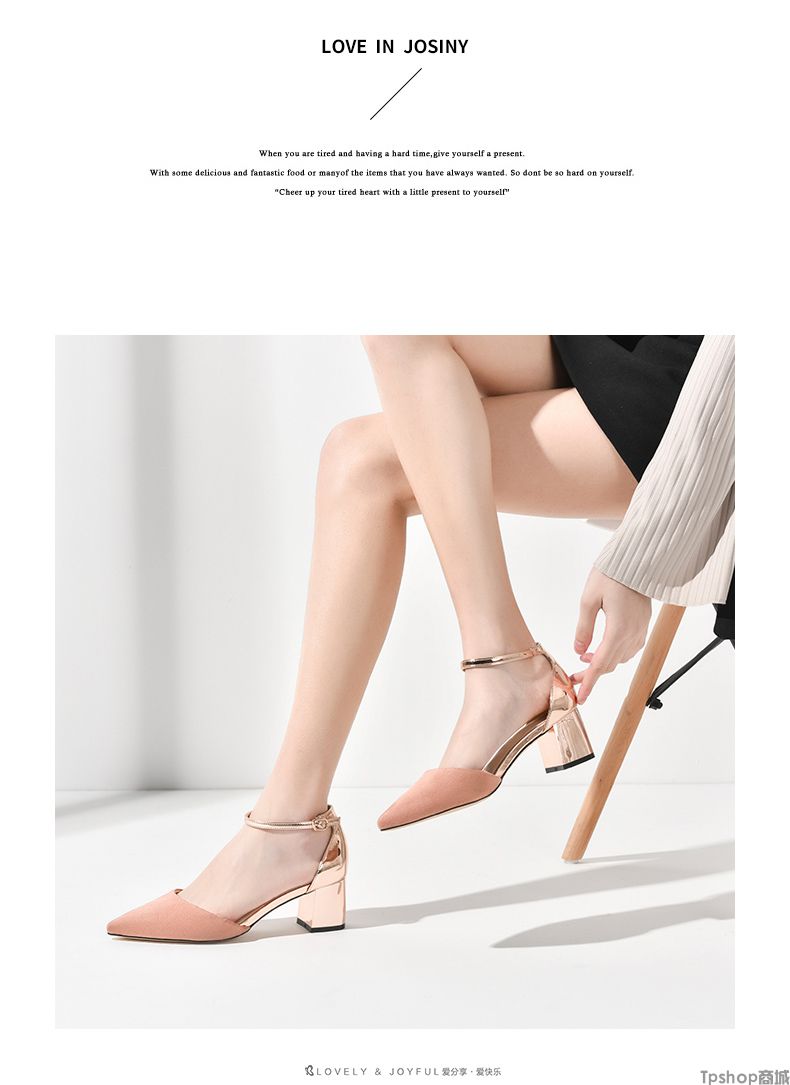 LOVE IN JOSINY
When you are tired and having a hard time,give yourself a present.
With some delicious and fantastic food or manyof the items that you have always wanted. So dont be so hard on yourself.
"Cheer up your tired heart with a little present to yourself"
LOVELY & JOYFUL 爱分享·爱快乐
Tpshop商城